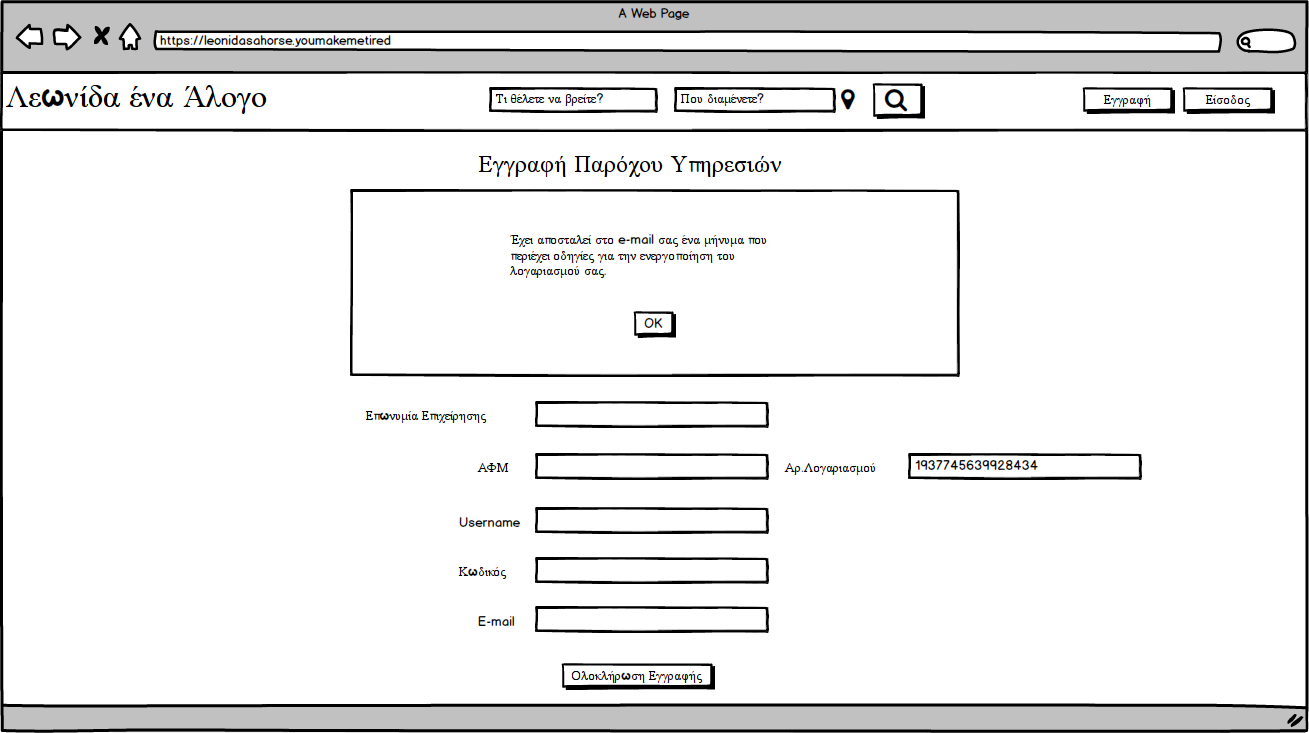 A Web Page
https://leonidasahorse.youmakemetired
Λεωνίδα ένα Άλογο
Τι θέλετε να βρείτε?
Που διαμένετε?
Εγγραφή
Είσοδος
Εγγραφή Παρόχου Υπηρεσιών
Έχει αποσταλεί στο e-mail σας ένα μήνυμα που
περιέχει οδηγίες για την ενεργοποίηση του
λογαριασμού σας.
OK
Επωνυμία Επιχείρησης
ΑΦΜ
Αρ.Λογαριασμού
1937745639928434
Username
Κωδικός
E-mail
Ολοκλήρωση Εγγραφής